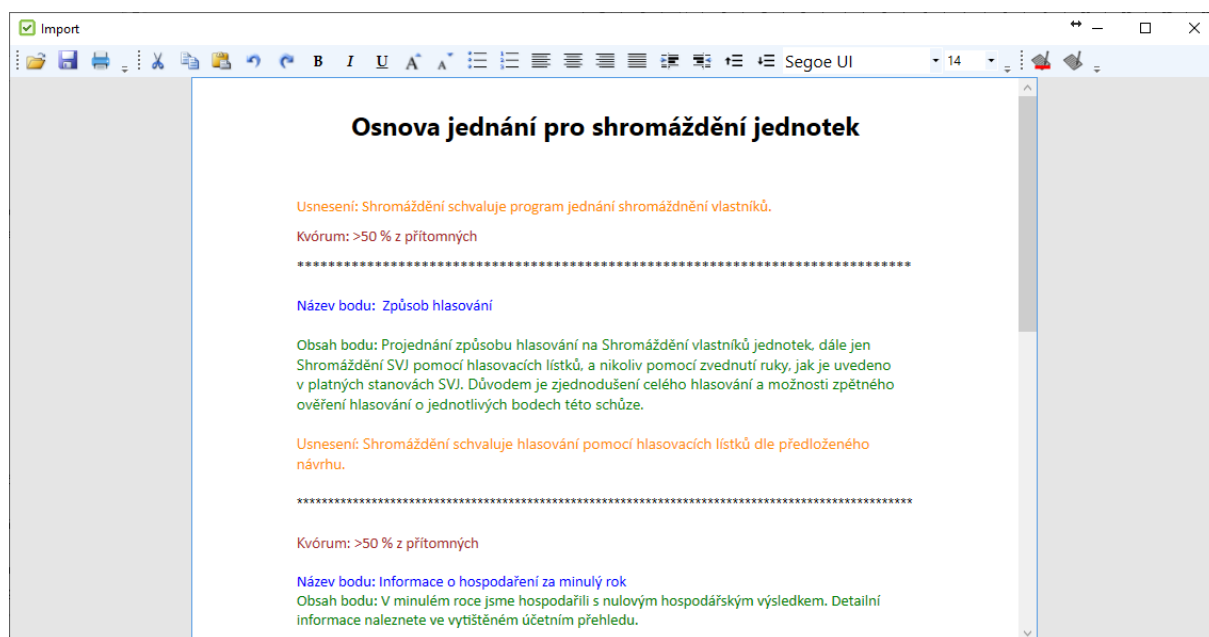 Import
B I U A A Segoe UI 14
Osnova jednání pro shromáždění jednotek
Usnesení: Shromáždění schvaluje program jednání shromáždnění vlastníků.
Kvórum: >50 % z přítomných
*******************************************************************************
Název bodu:  Způsob hlasování
Obsah bodu: Projednání způsobu hlasování na Shromáždění vlastníků jednotek, dále jen
Shromáždění SVJ pomocí hlasovacích lístků, a nikoliv pomocí zvednutí ruky, jak je uvedeno
v platných stanovách SVJ. Důvodem je zjednodušení celého hlasování a možnosti zpětného
ověření hlasování o jednotlivých bodech této schůze.
Usnesení: Shromáždění schvaluje hlasování pomocí hlasovacích lístků dle předloženého
návrhu.
***************************************************************************************************
Kvórum: >50 % z přítomných
Název bodu: Informace o hospodaření za minulý rok
Obsah bodu: V minulém roce jsme hospodařili s nulovým hospodářským výsledkem. Detailní
informace naleznete ve vytištěném účetním přehledu.